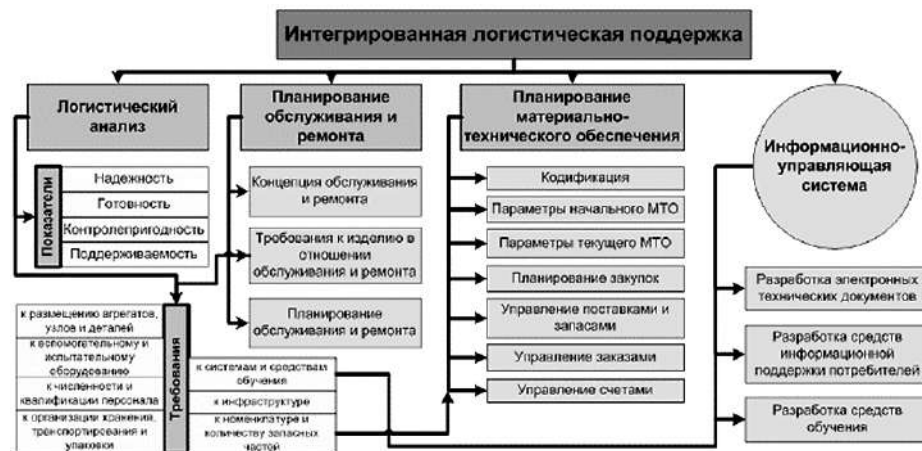 Интегрированная логистическая поддержка
Логистический
анализ
Показатели
Надежность
Готовность
Контролепригодность
Поддерживаемость
Требования
к размещению агрегатов,
узлов и деталей
к вспомогательному и
испытательному
оборудованию
к численности и
квалификации персонала
к организации хранения,
транспортирования и
упаковки
к системам и средствам
обучения
к инфраструктуре
к номенклатуре и
количеству запасных
частей
Планирование
обслуживания и
ремонта
Концепция обслуживания
и ремонта
Требования к изделию в
отношении
обслуживания и ремонта
Планирование
обслуживания и ремонта
Планирование
материально-
технического обеспечения
Кодификация
Параметры начального МТО
Параметры текущего МТО
Планирование закупок
Управление поставками и
запасами
Управление заказами
Управление счетами
Информационно-
управляющая
система
Разработка электронных
технических документов
Разработка средств
информационной
поддержки потребителей
Разработка средств
обучения